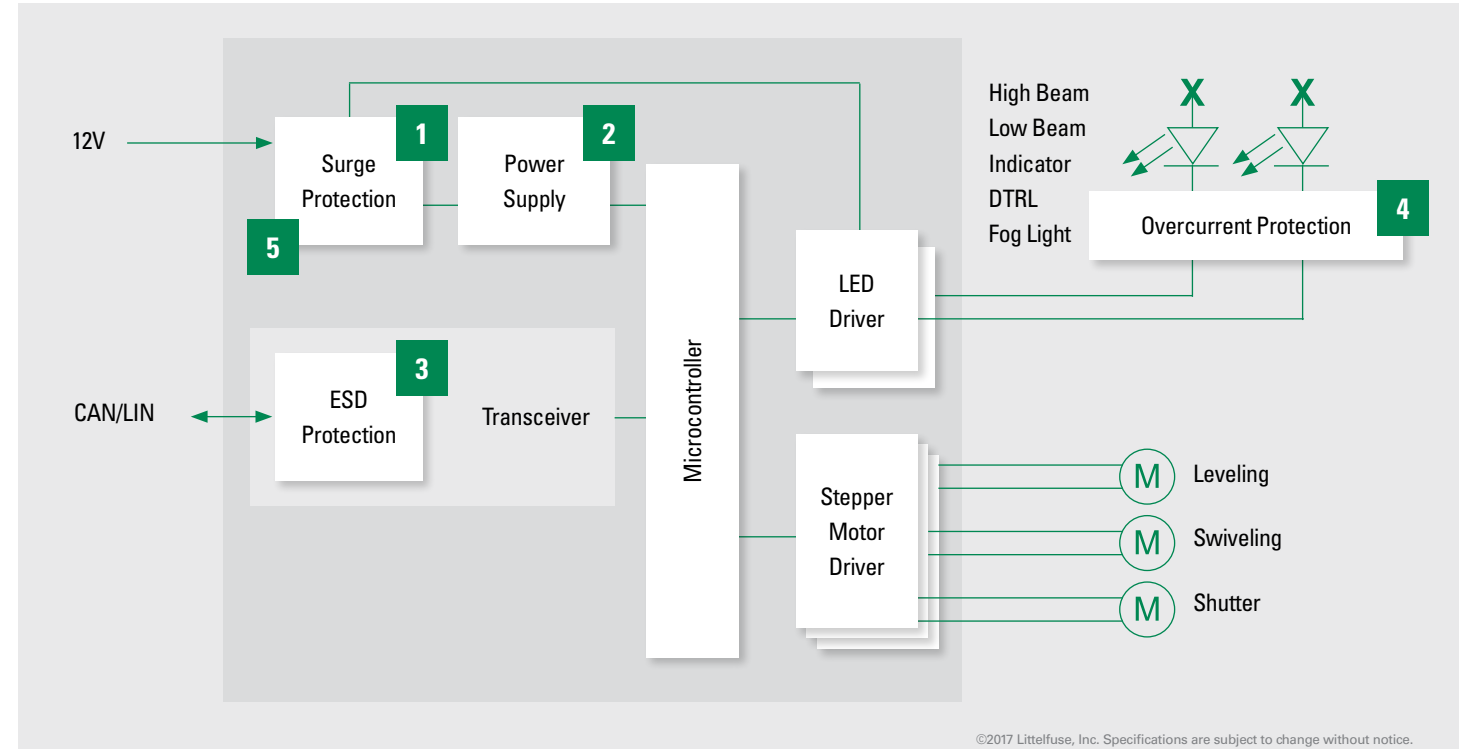 12V
1
Surge
Protection
5
2
Power
Supply
CAN/LIN
3
ESD
Protection
Transceiver
Microcontroller
LED
Driver
Stepper
Motor
Driver
High Beam
Low Beam
Indicator
DTRL
Fog Light
X
X
4
Overcurrent Protection
M
Leveling
M
Swiveling
M
Shutter
©2017 Littelfuse, Inc. Specifications are subject to change without notice.